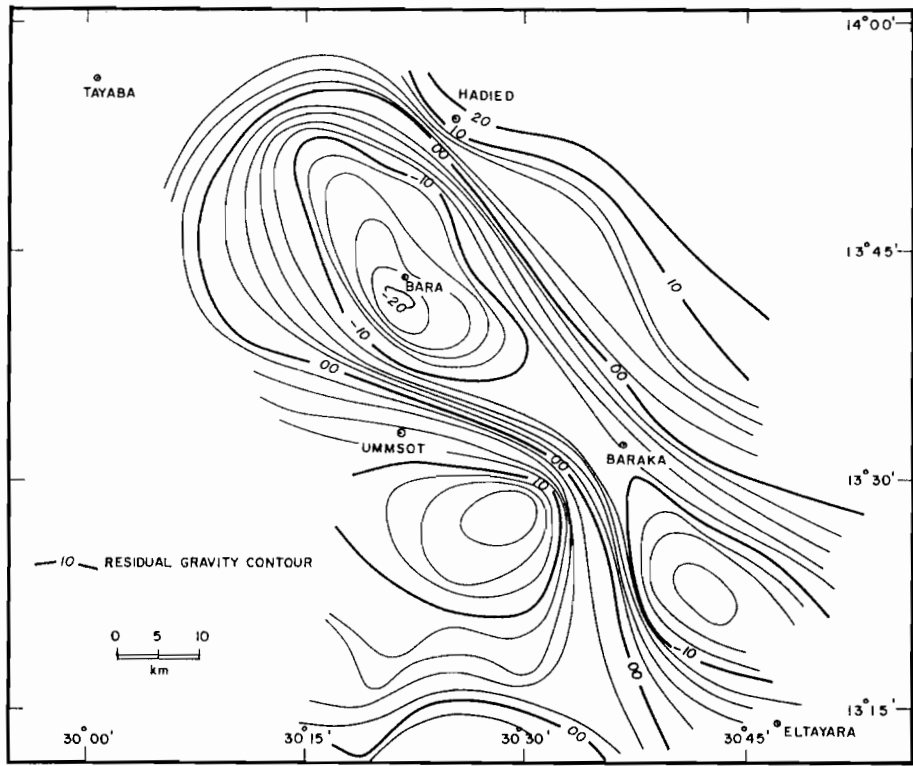 14°00'
TAYABA
HADIED
20
10
00
-10
13°45'
BARA
-20
10
-10
00
00
UMMSOT
00
BARAKA
10
13°30'
—10— RESIDUAL GRAVITY CONTOUR
0 5 10
km
-10
00
13°15'
00
ELTAYARA
30°00' 30°15' 30°30' 30°45'